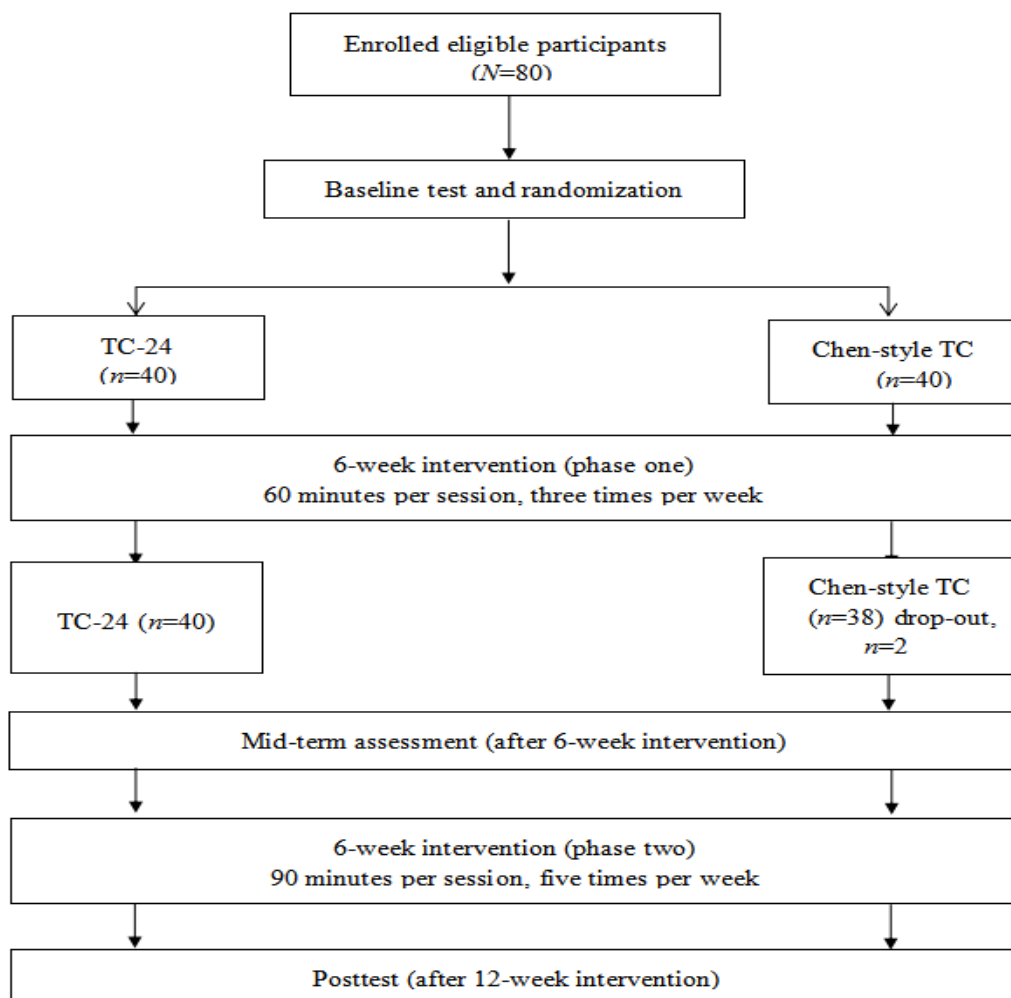 Enrolled eligible participants
(N=80)
Baseline test and randomization
TC-24
(n=40)
Chen-style TC
(n=40)
6-week intervention (phase one)
60 minutes per session, three times per week
TC-24 (n=40)
Chen-style TC
(n=38) drop-out,
n=2
Mid-term assessment (after 6-week intervention)
6-week intervention (phase two)
90 minutes per session, five times per week
Posttest (after 12-week intervention)